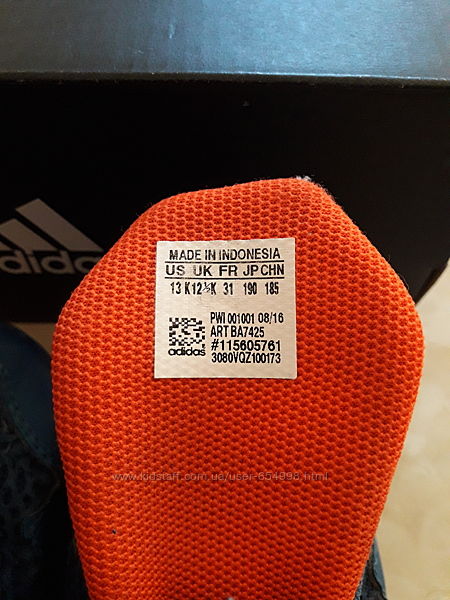 adidas
MADE IN INDONESIA
US UK FR JP CHN
13 K 12½K 31 190 185
PWI 001001 08/16
ART BA7425
#115605761
3080VQZ100173
adidas
www.kidstaff.ua/user-654998.html